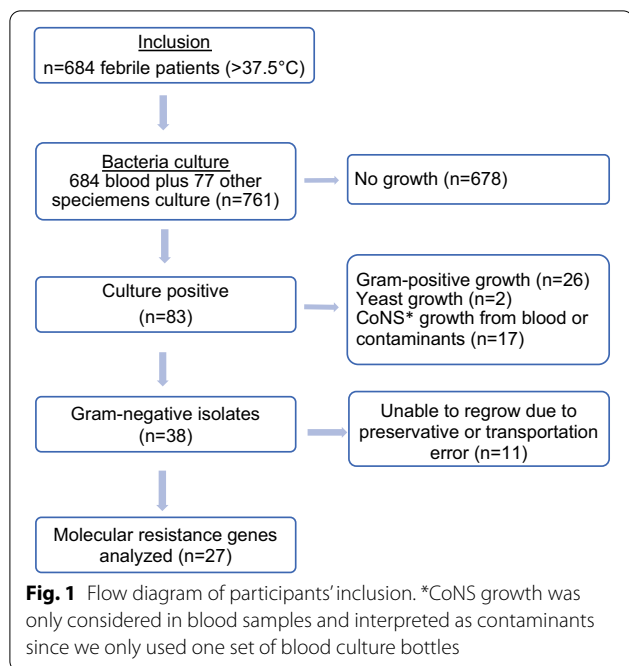 Inclusion
n=684 febrile patients (>37.5°C)
Bacteria culture
684 blood plus 77 other
speciemens culture (n=761)
No growth (n=678)
Culture positive
(n=83)
Gram-positive growth (n=26)
Yeast growth (n=2)
CoNS* growth from blood or
contaminants (n=17)
Gram-negative isolates
(n=38)
Unable to regrow due to
preservative or transportation
error (n=11)
Molecular resistance genes
analyzed (n=27)
Fig. 1 Flow diagram of participants' inclusion. *CoNS growth was
only considered in blood samples and interpreted as contaminants
since we only used one set of blood culture bottles